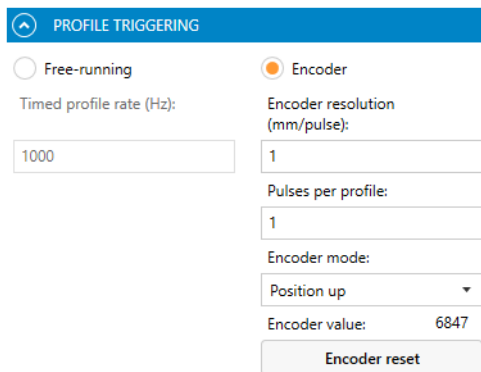 PROFILE TRIGGERING
Free-running
Timed profile rate (Hz):
1000
Encoder
Encoder resolution
(mm/pulse):
1
Pulses per profile:
1
Encoder mode:
Position up
Encoder value: 6847
Encoder reset